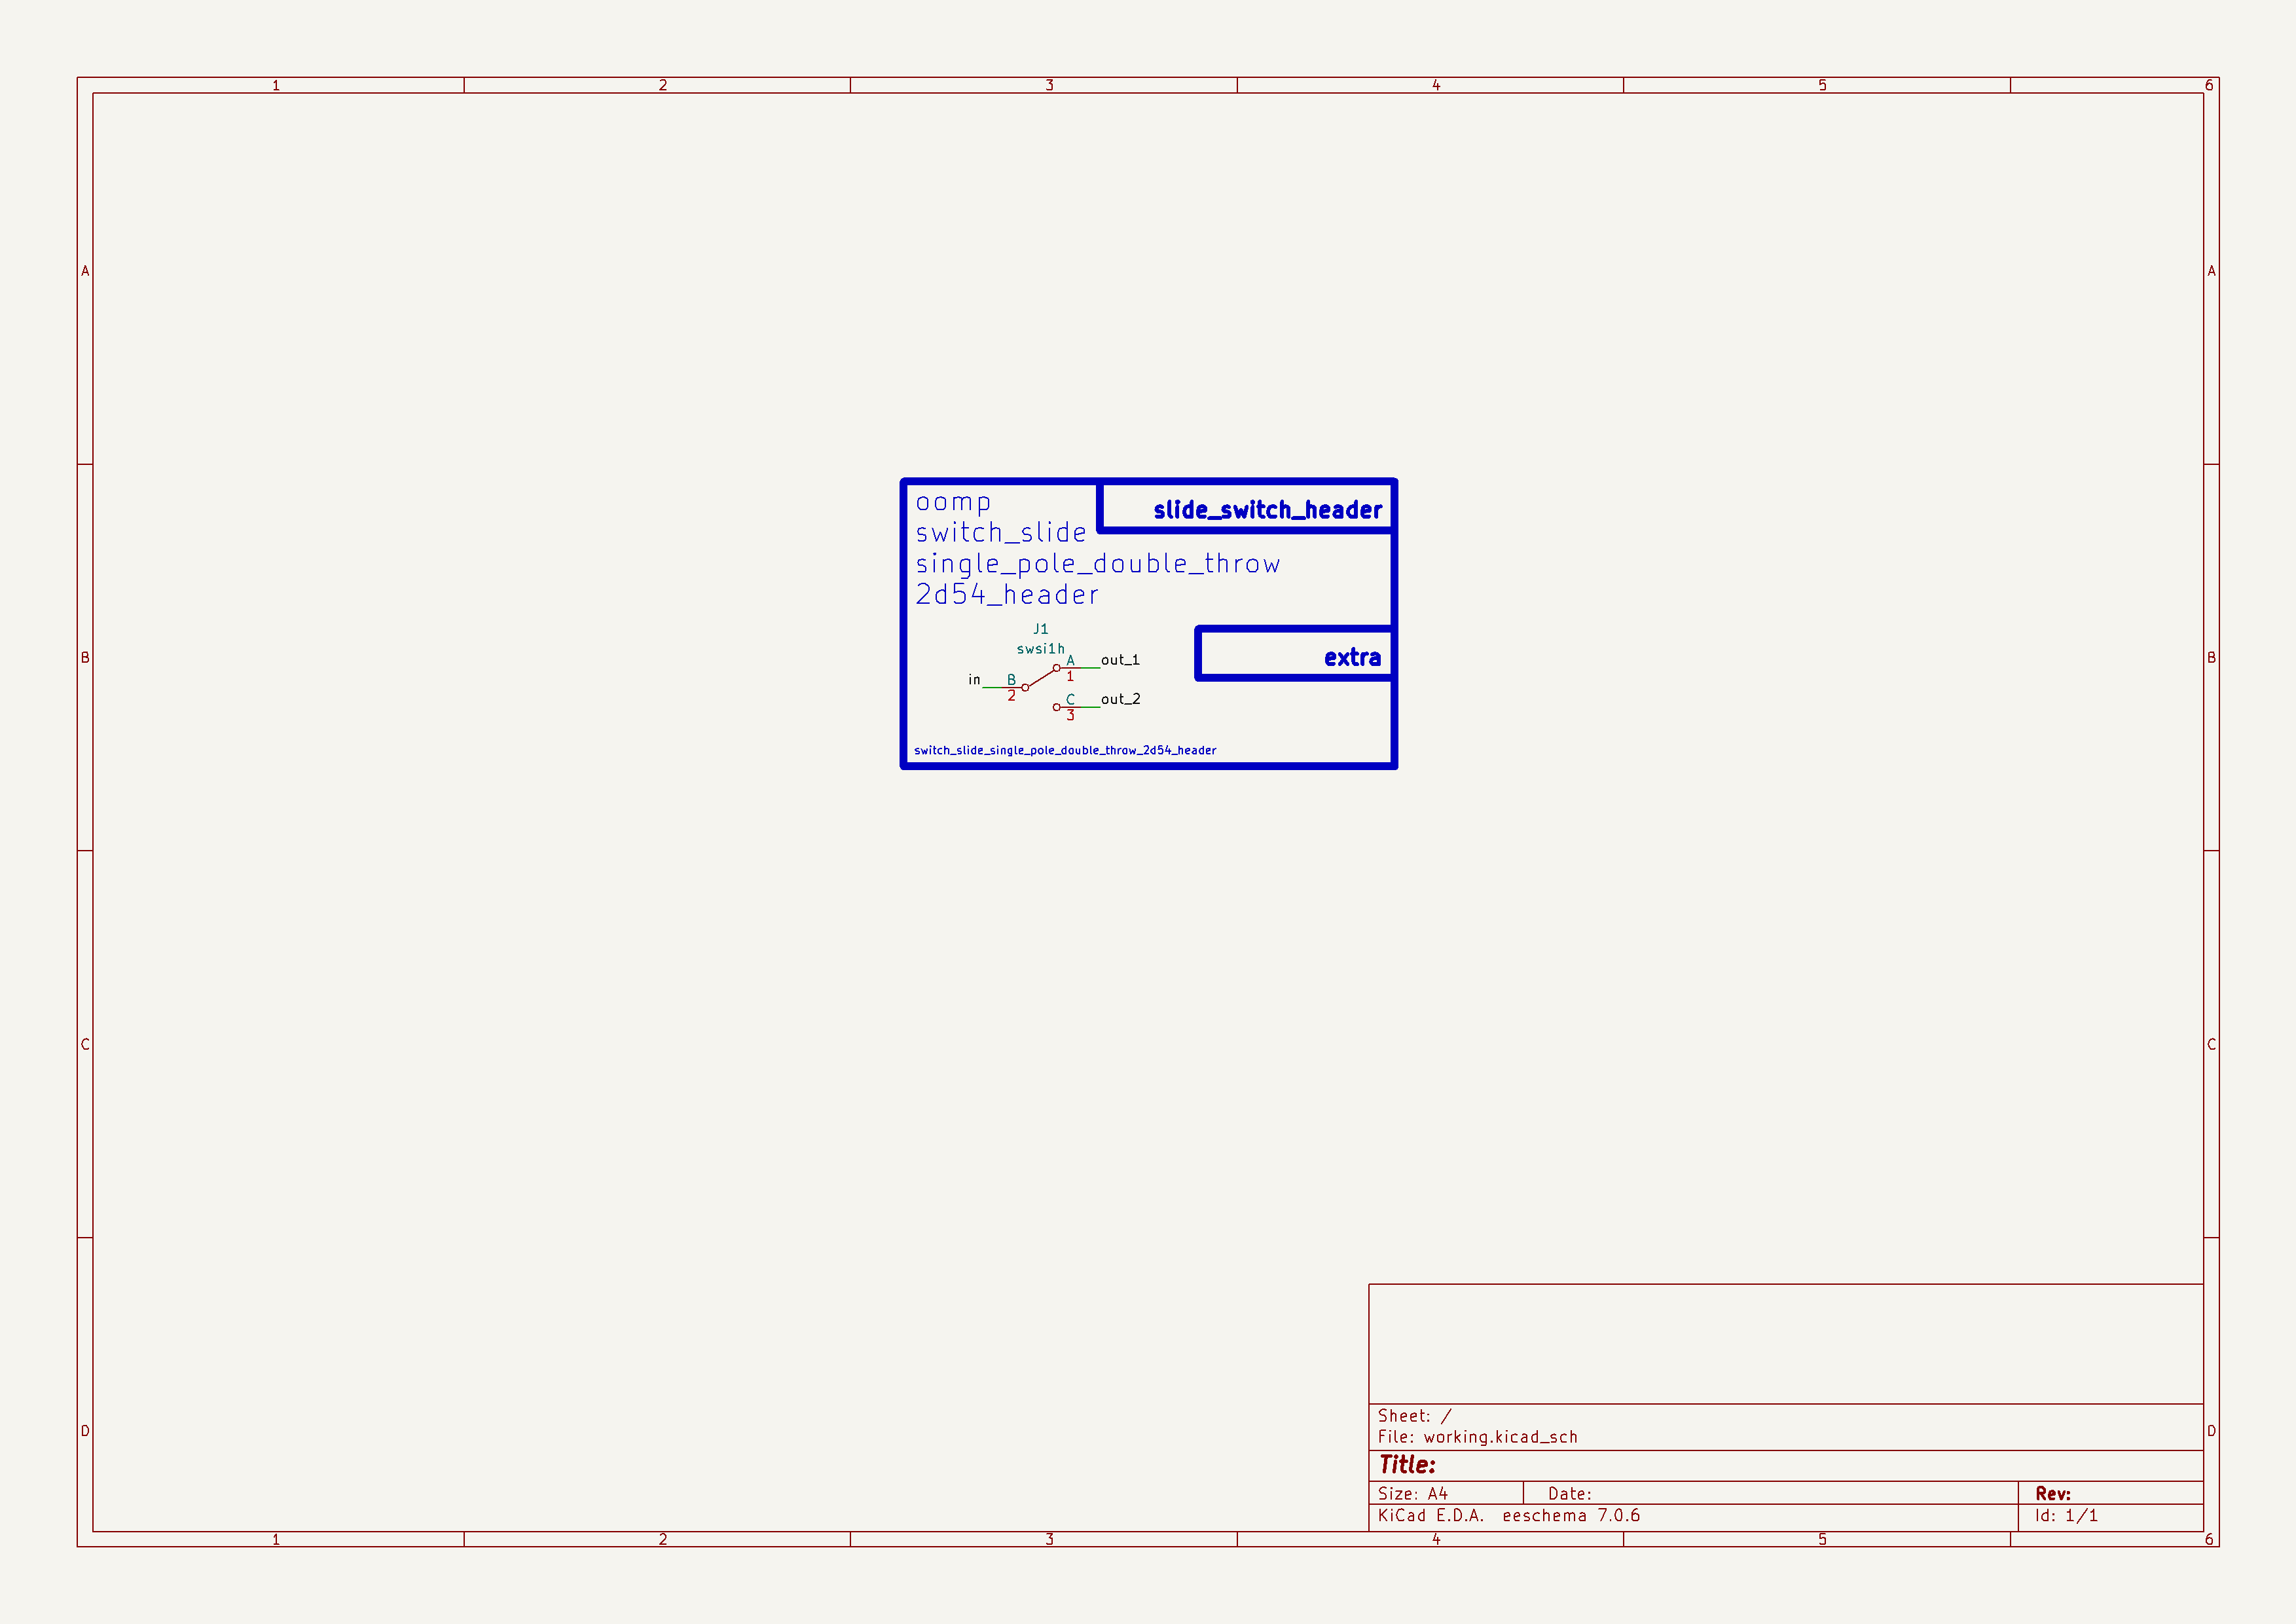 1 2 3 4 5 6
A A
oomp
slide_switch_header
switch_slide
single_pole_double_throw
2d54_header
J1
swsi1h
extra
A out_1
1
in B
2
C out_2
3
B B
switch_slide_single_pole_double_throw_2d54_header
C C
Sheet: /
File: working.kicad_sch
D D
Title:
Size: A4 Date: Rev:
KiCad E.D.A. eeschema 7.0.6 Id: 1/1
1 2 3 4 5 6